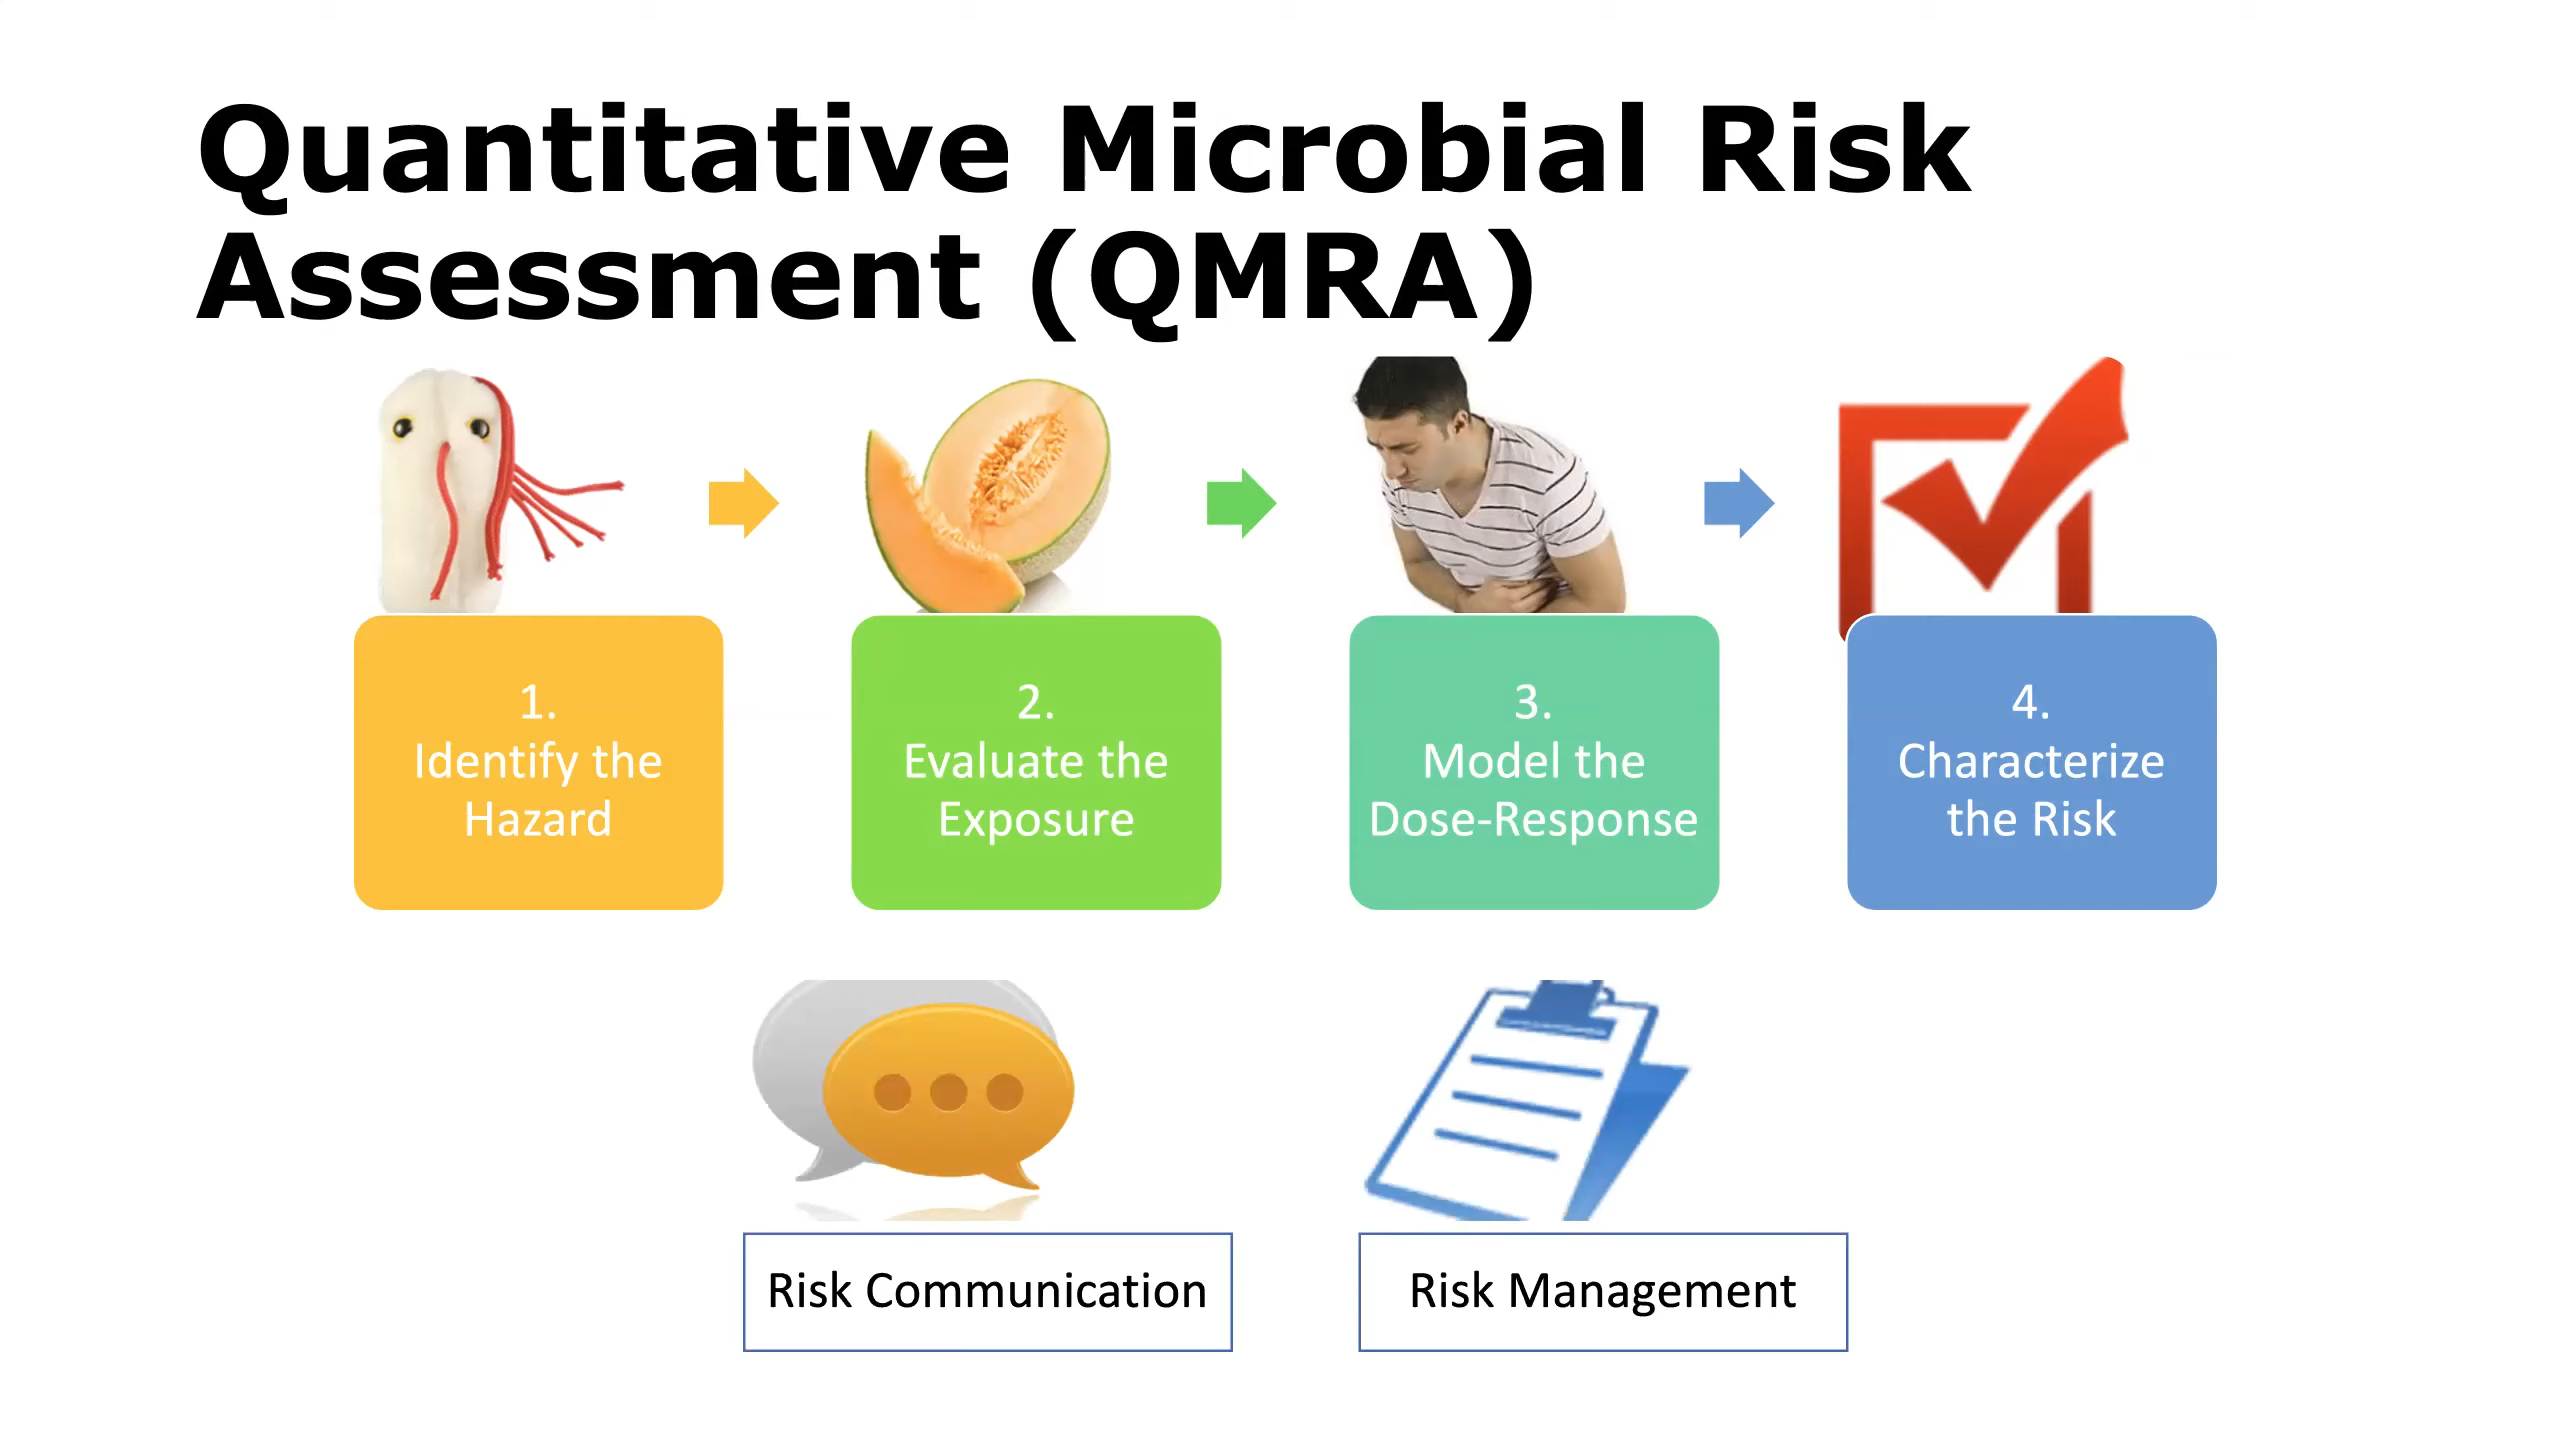 Quantitative Microbial Risk
Assessment (QMRA)
1.
Identify the
Hazard
2.
Evaluate the
Exposure
3.
Model the
Dose-Response
4.
Characterize
the Risk
Risk Communication
Risk Management